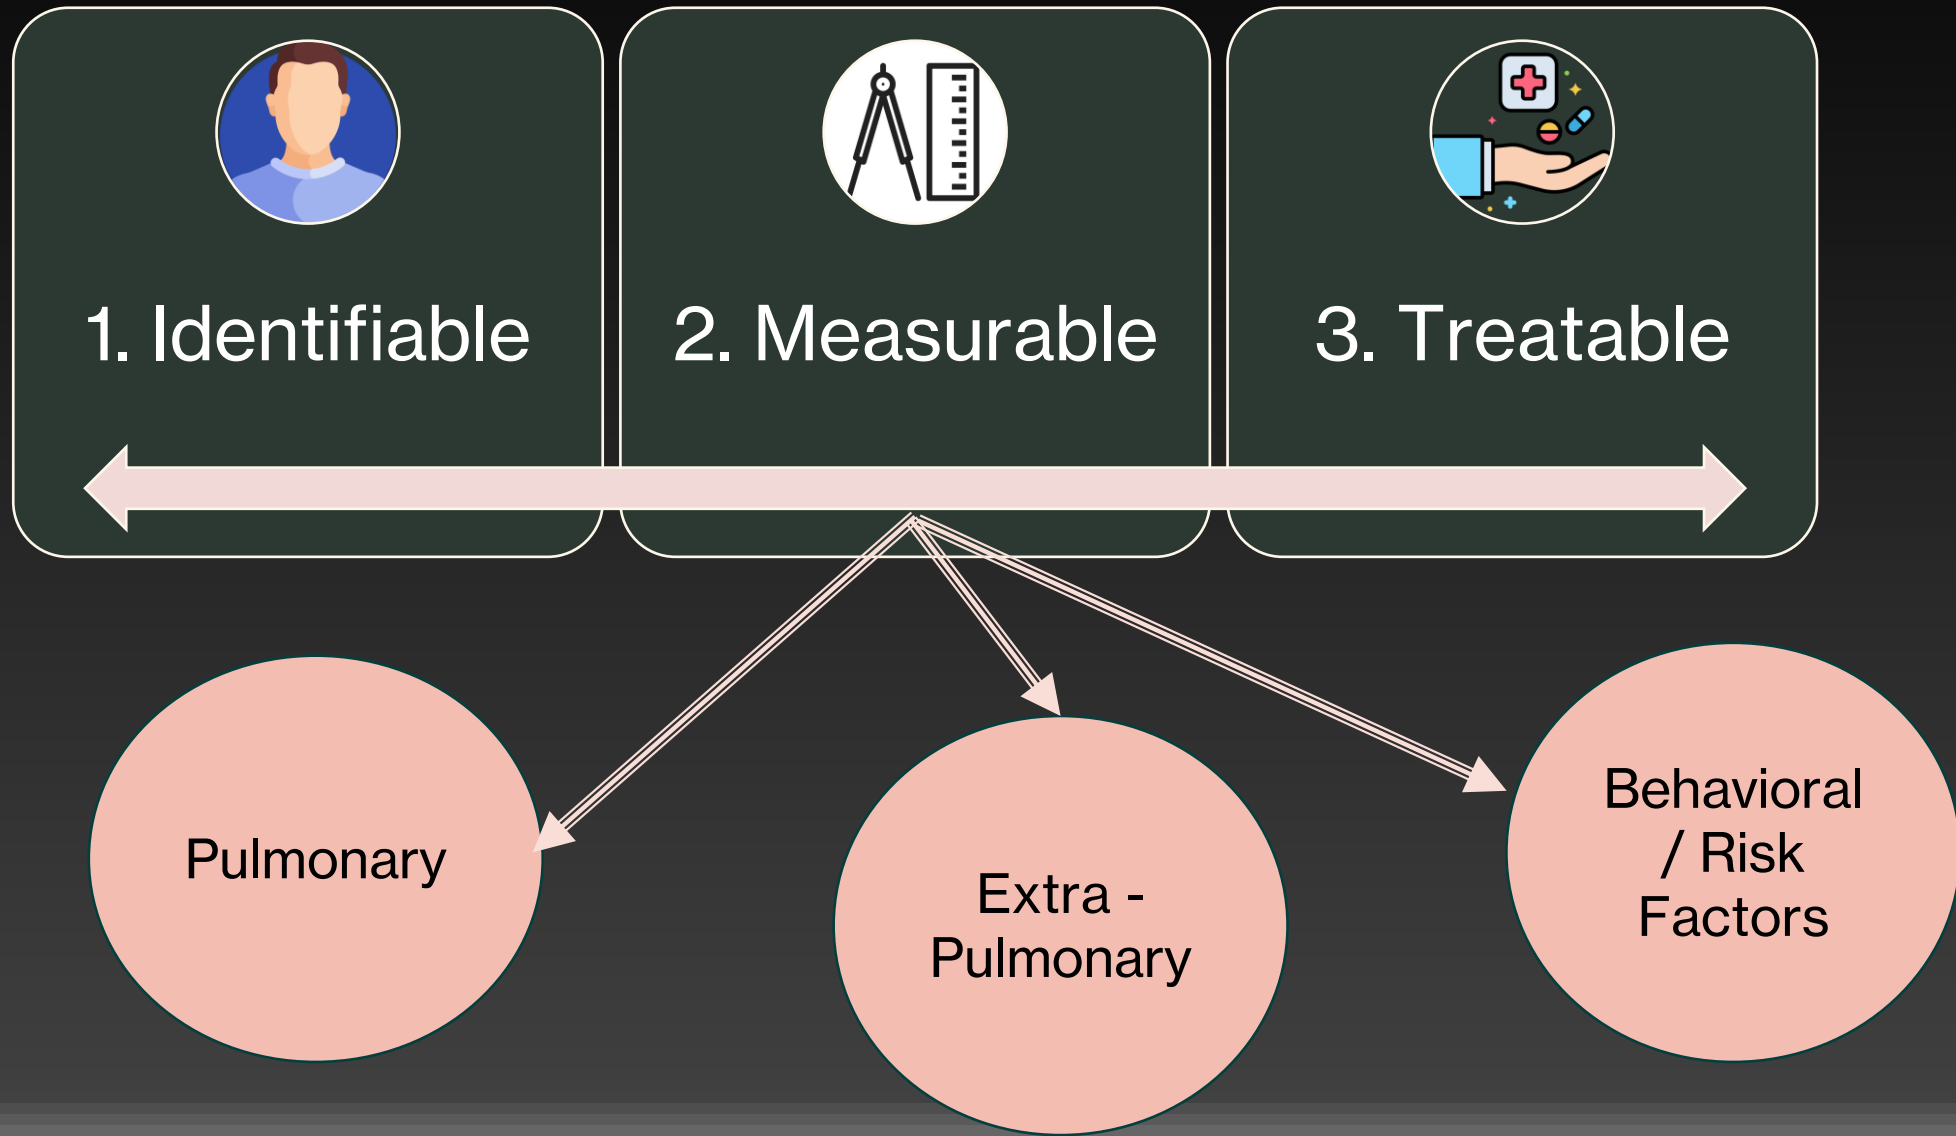 1. Identifiable
2. Measurable
3. Treatable
Pulmonary
Extra -
Pulmonary
Behavioral
/ Risk
Factors